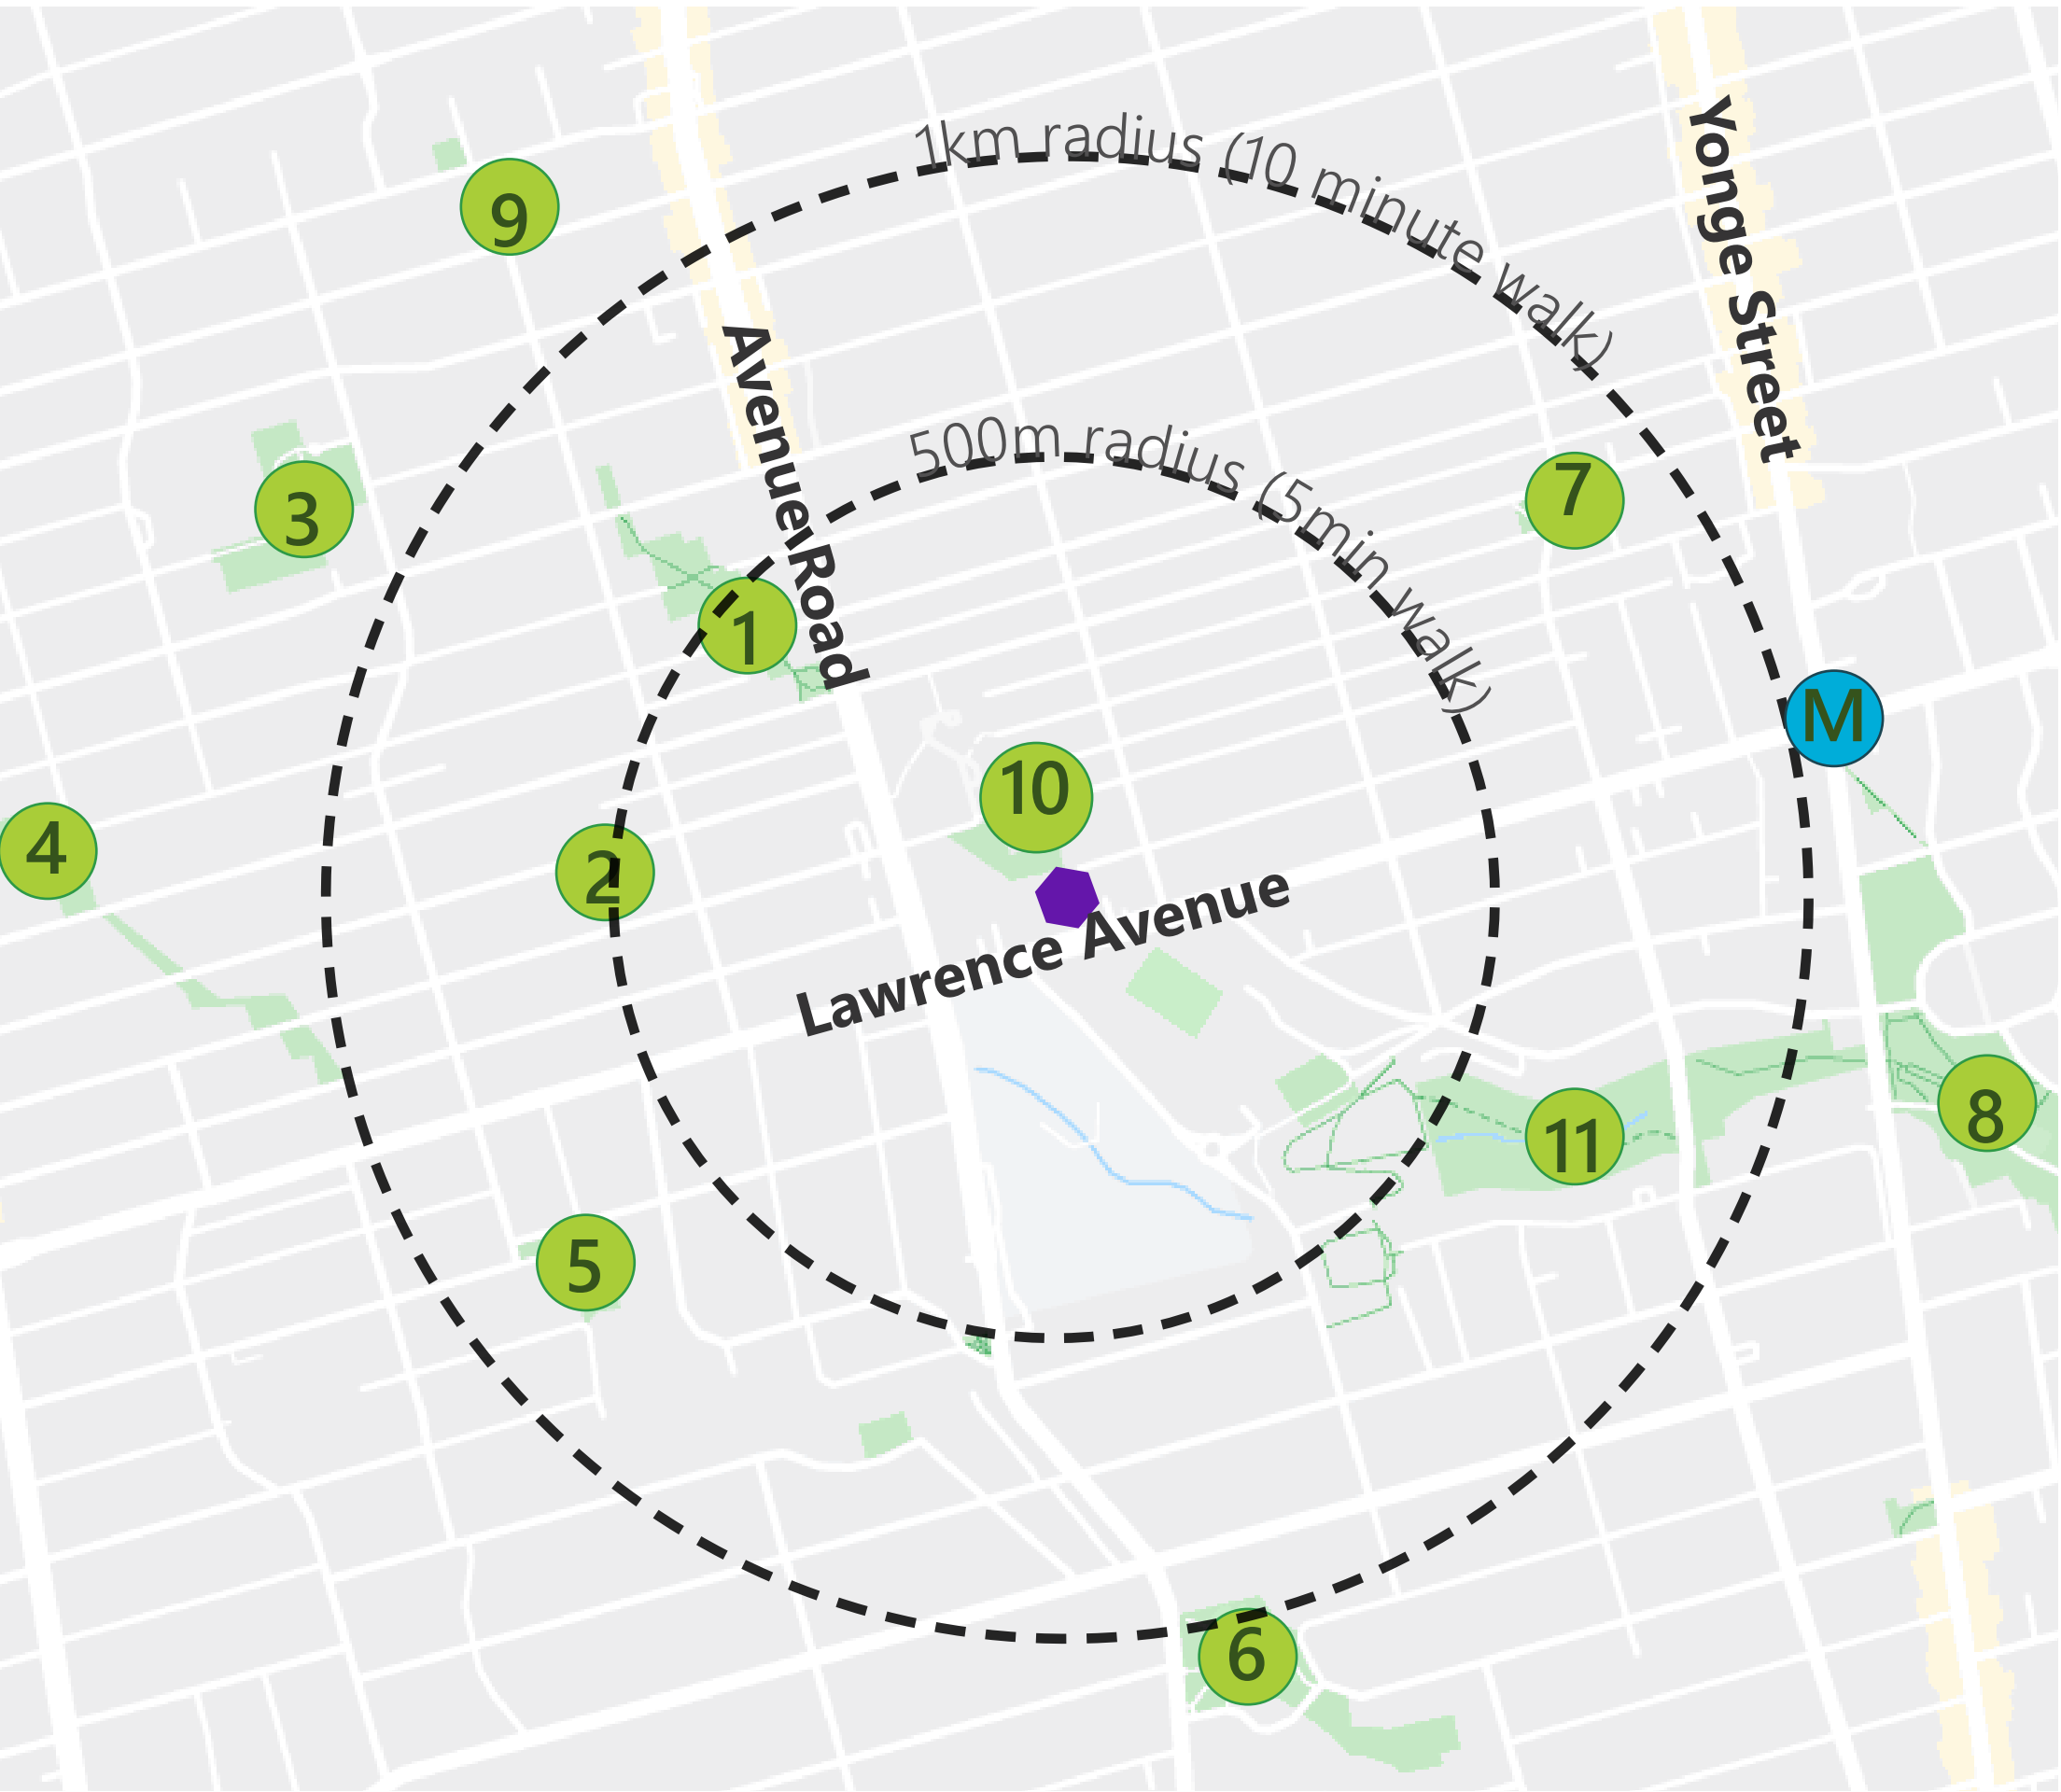 1km radius (10 minute walk)
Yonge Street
9
Avenue Road
500m radius (5min walk)
7
3
1
M
10
4
2
Lawrence Avenue
8
11
5
6